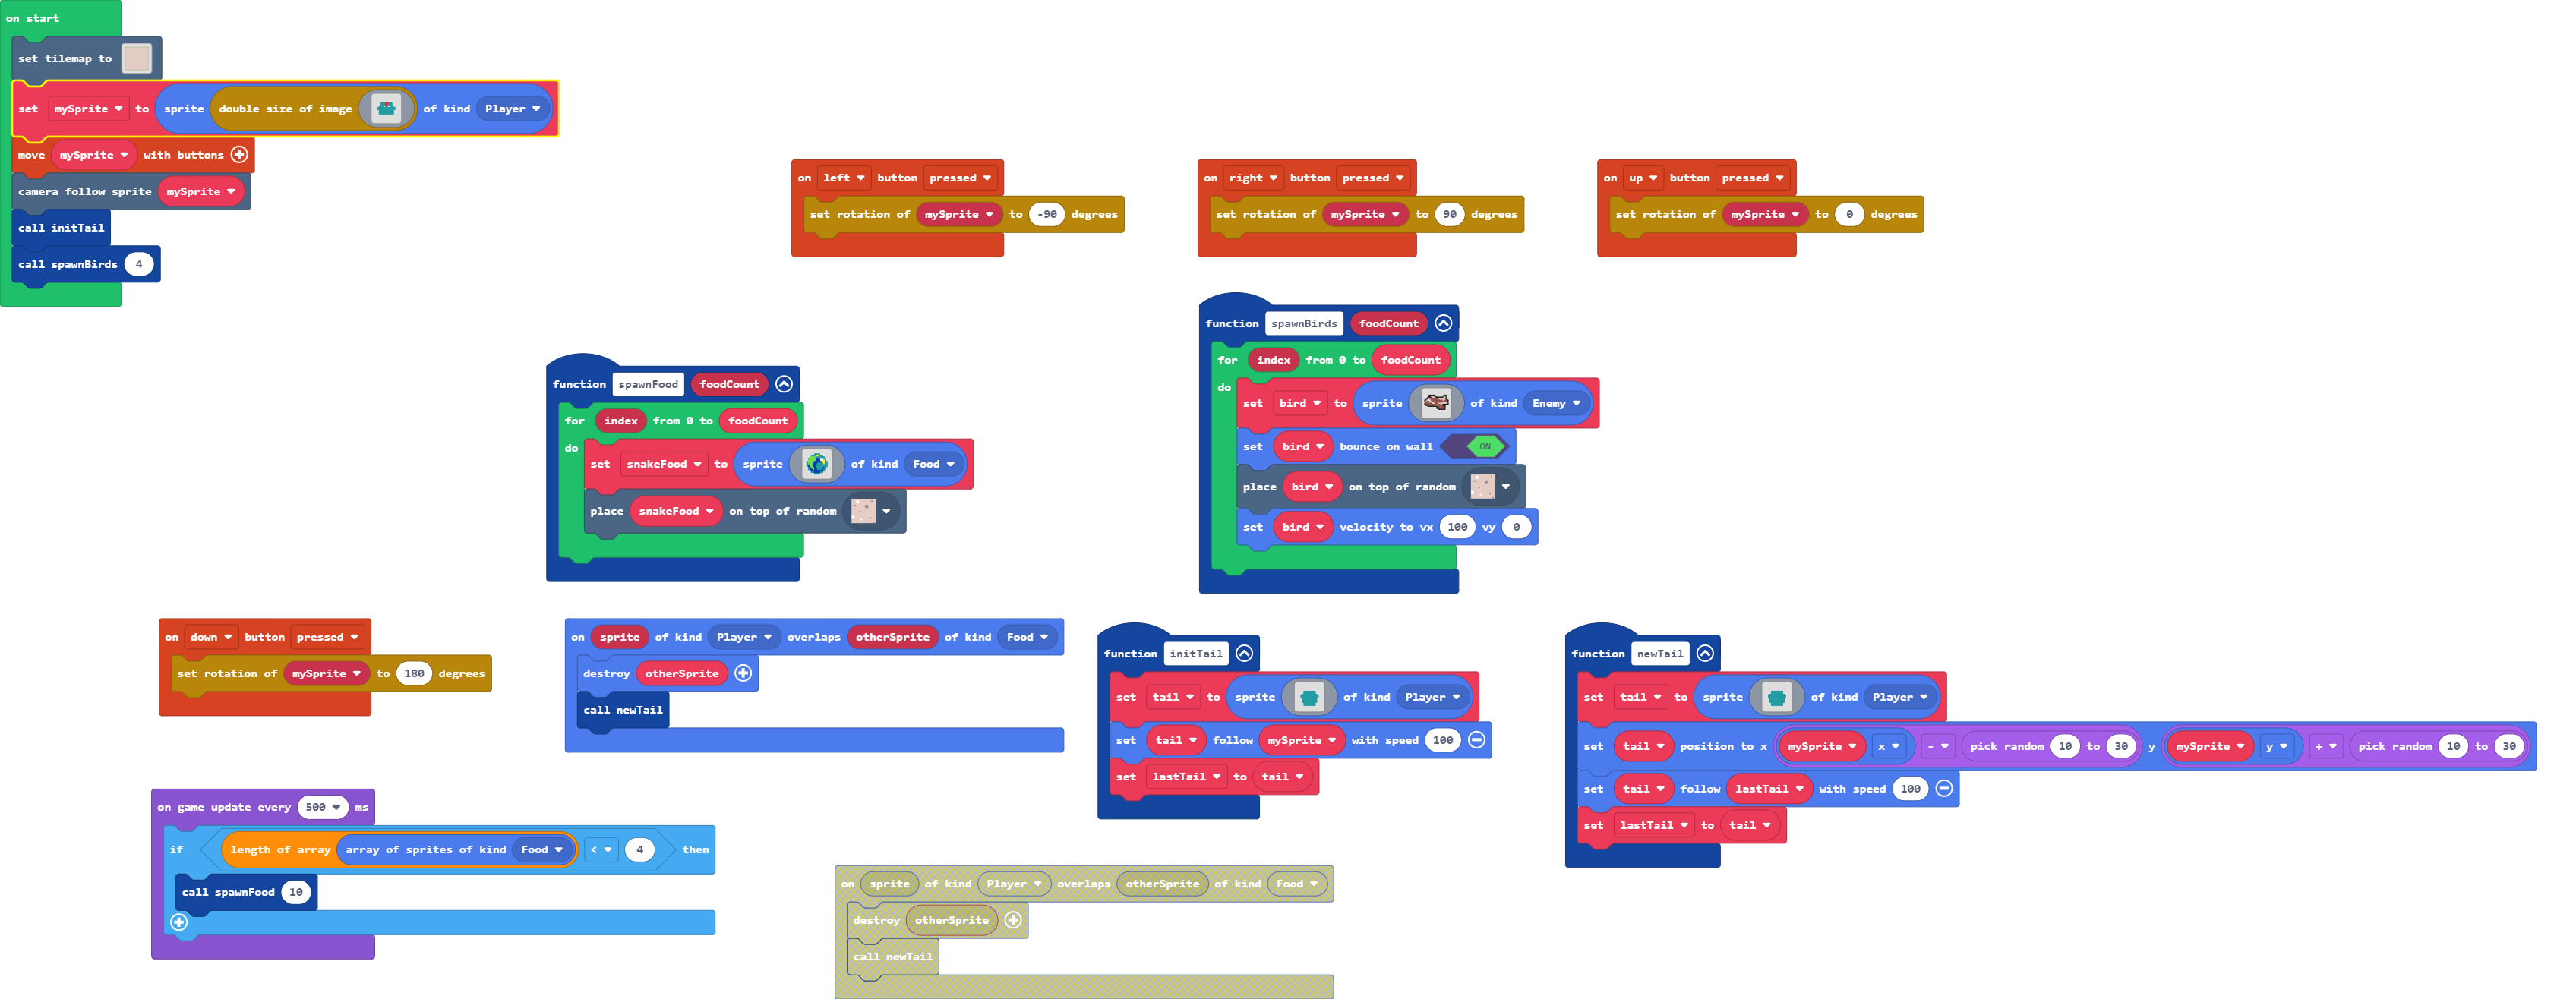 on start
set tilemap to
set mySprite to sprite double size of image of kind Player
move mySprite with buttons
camera follow sprite mySprite
call initTail
call spawnBirds 4
on left button pressed
set rotation of mySprite to -90 degrees
on right button pressed
set rotation of mySprite to 90 degrees
on up button pressed
set rotation of mySprite to 0 degrees
function spawnFood foodCount
for index from 0 to foodCount
do
set snakeFood to sprite of kind Food
place snakeFood on top of random
function spawnBirds foodCount
for index from 0 to foodCount
do
set bird to sprite of kind Enemy
set bird bounce on wall ON
place bird on top of random
set bird velocity to vx 100 vy 0
on down button pressed
set rotation of mySprite to 180 degrees
on sprite of kind Player overlaps otherSprite of kind Food
destroy otherSprite
call newTail
function initTail
set tail to sprite of kind Player
set tail follow mySprite with speed 100
set lastTail to tail
function newTail
set tail to sprite of kind Player
set tail position to x mySprite x - pick random 10 to 30 y mySprite y + pick random 10 to 30
set tail follow lastTail with speed 100
set lastTail to tail
on game update every 500 ms
if length of array array of sprites of kind Food < 4 then
call spawnFood 10
on sprite of kind Player overlaps otherSprite of kind Food
destroy otherSprite
call newTail